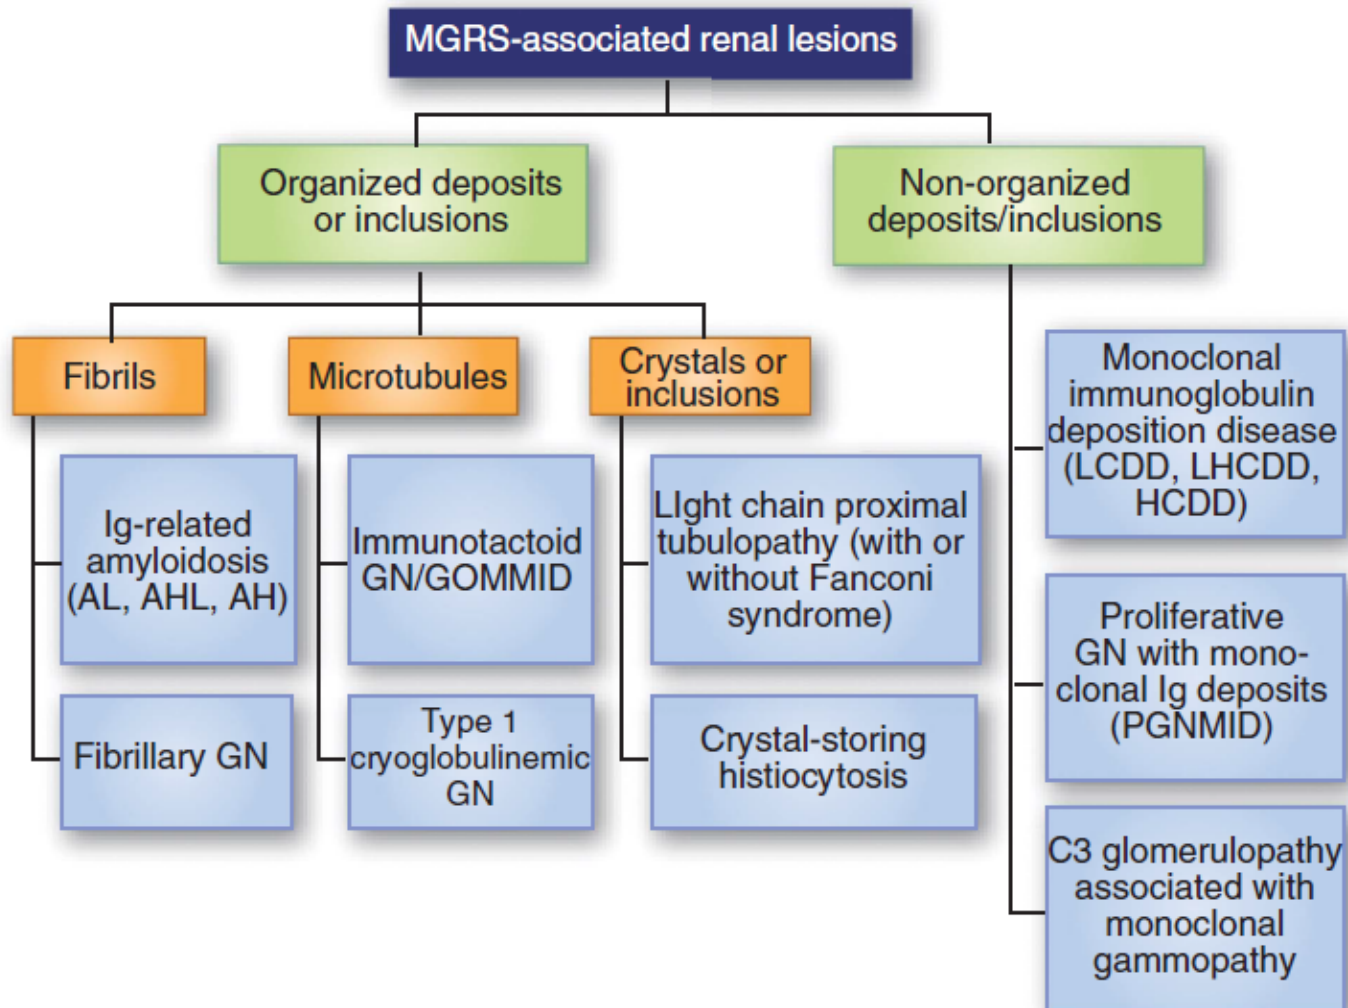 MGRS-associated renal lesions
Organized deposits
or inclusions
Non-organized
deposits/inclusions
Fibrils
Microtubules
Crystals or
inclusions
Ig-related
amyloidosis
(AL, AHL, AH)
Fibrillary GN
Immunotactoid
GN/GOMMID
Type 1
cryoglobulinemic
GN
LIght chain proximal
tubulopathy (with or
without Fanconi
syndrome)
Crystal-storing
histiocytosis
Monoclonal
immunoglobulin
deposition disease
(LCDD, LHCDD,
HCDD)
Proliferative
GN with mono-
clonal Ig deposits
(PGNMID)
C3 glomerulopathy
associated with
monoclonal
gammopathy